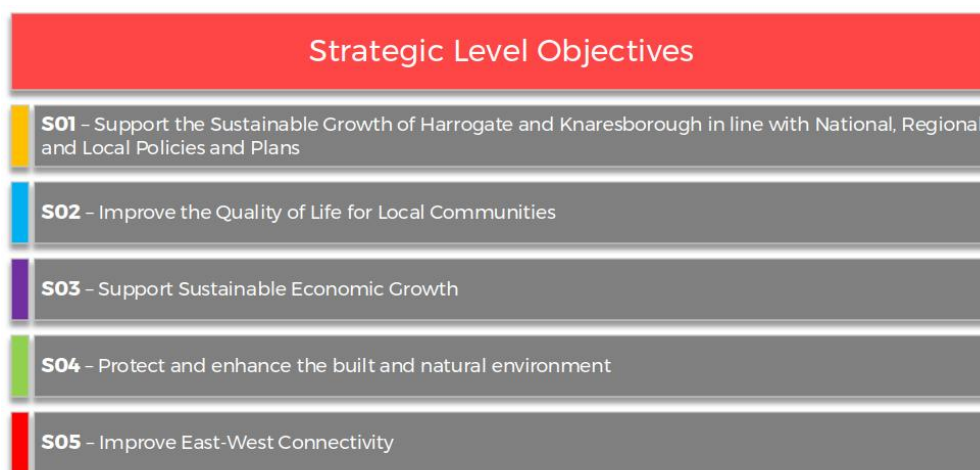 Strategic Level Objectives
S01 – Support the Sustainable Growth of Harrogate and Knaresborough in line with National, Regional
and Local Policies and Plans
S02 – Improve the Quality of Life for Local Communities
S03 – Support Sustainable Economic Growth
S04 – Protect and enhance the built and natural environment
S05 – Improve East-West Connectivity